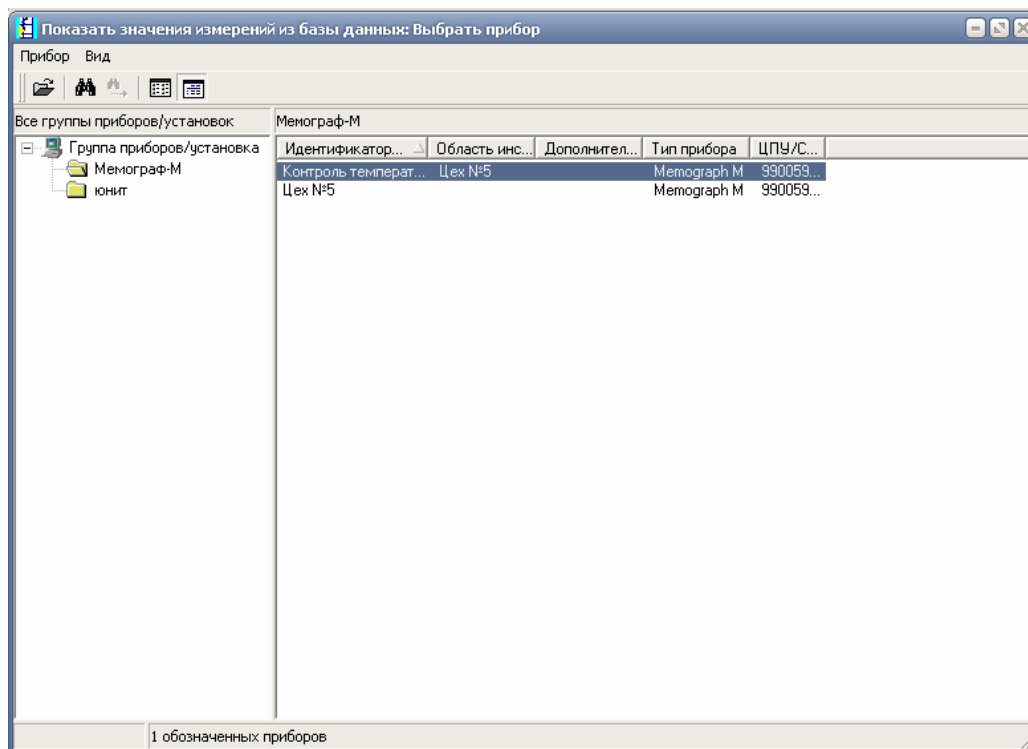 Показать значения измерений из базы данных: Выбрать прибор
Прибор Вид
Все группы приборов/установок
Мемограф-М
Группа приборов/установка
Мемограф-М
юнит
Идентификатор... Область инс... Дополнител... Тип прибора ЦПУ/С...
Контроль температ... Цех №5 Memograph M 990059...
Цех №5 Memograph M 990059...
1 обозначенных приборов